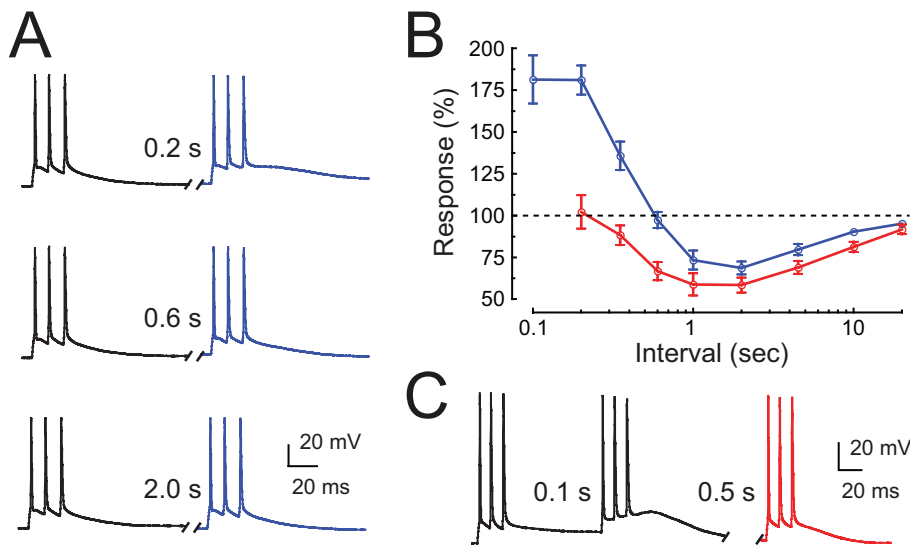 A
0.2 s
0.6 s
2.0 s
20 mV
20 ms
B
Response (%)
200
175
150
125
100
75
50
0.1
1
10
Interval (sec)
C
0.1 s
0.5 s
20 mV
20 ms